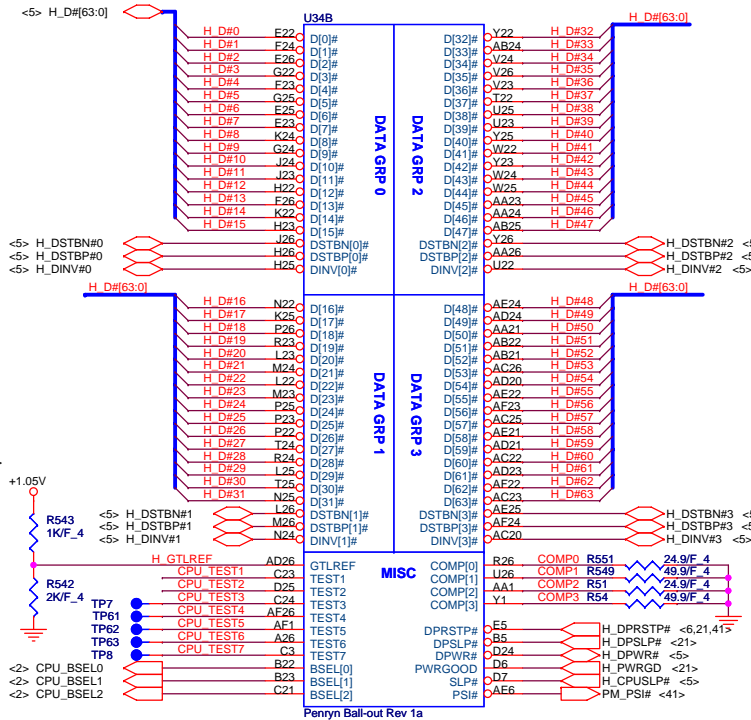 <5> H_D#[63:0]
U34B
H_D#[63:0]
H_D#0 E22 D[0]# D[32]# Y22 H_D#32
H_D#1 F24 D[1]# D[33]# AB24 H_D#33
H_D#2 E26 D[2]# D[34]# V24 H_D#34
H_D#3 G22 D[3]# D[35]# V26 H_D#35
H_D#4 F23 D[4]# D[36]# V23 H_D#36
H_D#5 G25 D[5]# D[37]# T22 H_D#37
H_D#6 E25 D[6]# D[38]# U25 H_D#38
H_D#7 E23 D[7]# D[39]# U23 H_D#39
H_D#8 K24 D[8]# D[40]# Y25 H_D#40
H_D#9 G24 D[9]# D[41]# W22 H_D#41
H_D#10 J24 D[10]# D[42]# Y23 H_D#42
H_D#11 J23 D[11]# D[43]# W24 H_D#43
H_D#12 H22 D[12]# D[44]# W25 H_D#44
H_D#13 F26 D[13]# D[45]# AA23 H_D#45
H_D#14 K22 D[14]# D[46]# AA24 H_D#46
H_D#15 H23 D[15]# D[47]# AB25 H_D#47
<5> H_DSTBN#0 J26 DSTBN[0]# DSTBN[2]# Y26 H_DSTBN#2
<5> H_DSTBP#0 H26 DSTBP[0]# DSTBP[2]# AA26 H_DSTBP#2
<5> H_DINV#0 H25 DINV[0]# DINV[2]# U22 H_DINV#2 <5>
DATA GRP 0
DATA GRP 2
H_D#[63:0]
H_D#[63:0]
H_D#16 N22 D[16]# D[48]# AE24 H_D#48
H_D#17 K25 D[17]# D[49]# AD24 H_D#49
H_D#18 P26 D[18]# D[50]# AA21 H_D#50
H_D#19 R23 D[19]# D[51]# AB22 H_D#51
H_D#20 L23 D[20]# D[52]# AB21 H_D#52
H_D#21 M24 D[21]# D[53]# AC26 H_D#53
H_D#22 L22 D[22]# D[54]# AD20 H_D#54
H_D#23 M23 D[23]# D[55]# AE22 H_D#55
H_D#24 P25 D[24]# D[56]# AF23 H_D#56
H_D#25 P23 D[25]# D[57]# AC25 H_D#57
H_D#26 P22 D[26]# D[58]# AE21 H_D#58
H_D#27 T24 D[27]# D[59]# AD21 H_D#59
H_D#28 R24 D[28]# D[60]# AC22 H_D#60
H_D#29 L25 D[29]# D[61]# AD23 H_D#61
H_D#30 T25 D[30]# D[62]# AF22 H_D#62
H_D#31 N25 D[31]# D[63]# AC23 H_D#63
<5> H_DSTBN#1 L26 DSTBN[1]# DSTBN[3]# AE25 H_DSTBN#3
<5> H_DSTBP#1 M26 DSTBP[1]# DSTBP[3]# AF24 H_DSTBP#3
<5> H_DINV#1 N24 DINV[1]# DINV[3]# AC20 H_DINV#3 <5>
DATA GRP 1
DATA GRP 3
+1.05V
R543
1K/F_4
R542
2K/F_4
MISC
H_GTLREF AD26 GTLREF COMP[0] R26 COMP0 R551 24.9/F_4
CPU_TEST1 C23 TEST1 COMP[1] U26 COMP1 R549 49.9/F_4
CPU_TEST2 D25 TEST2 COMP[2] AA1 COMP2 R51 24.9/F_4
TP7 CPU_TEST3 C24 TEST3 COMP[3] Y1 COMP3 R54 49.9/F_4
TP61 CPU_TEST4 AF26 TEST4
TP62 CPU_TEST5 AF1 TEST5 DPRSTP# E5 H_DPRSTP# <6,21,41>
TP63 CPU_TEST6 A26 TEST6 DPSLP# B5 H_DPSLP# <21>
TP8 CPU_TEST7 C3 TEST7 DPWR# D24 H_DPWR# <5>
<2> CPU_BSEL0 B22 BSEL[0] PWRGOOD D6 H_PWRGD <21>
<2> CPU_BSEL1 B23 BSEL[1] SLP# D7 H_CPUSLP# <5>
<2> CPU_BSEL2 C21 BSEL[2] PSI# AE6 PM_PSI# <41>
Penryn Ball-out Rev 1a